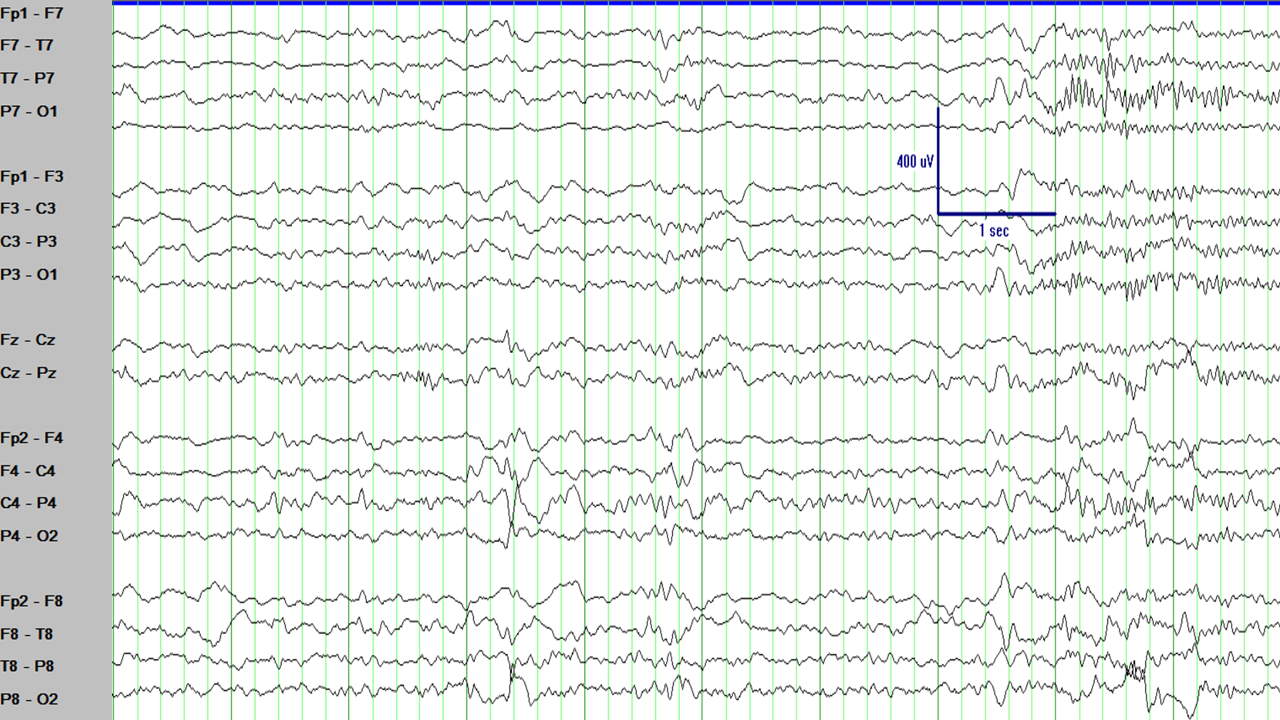 Fp1 - F7
F7 - T7
T7 - P7
P7 - O1
Fp1 - F3
F3 - C3
C3 - P3
P3 - O1
Fz - Cz
Cz - Pz
Fp2 - F4
F4 - C4
C4 - P4
P4 - O2
Fp2 - F8
F8 - T8
T8 - P8
P8 - O2
400 uV
1 sec